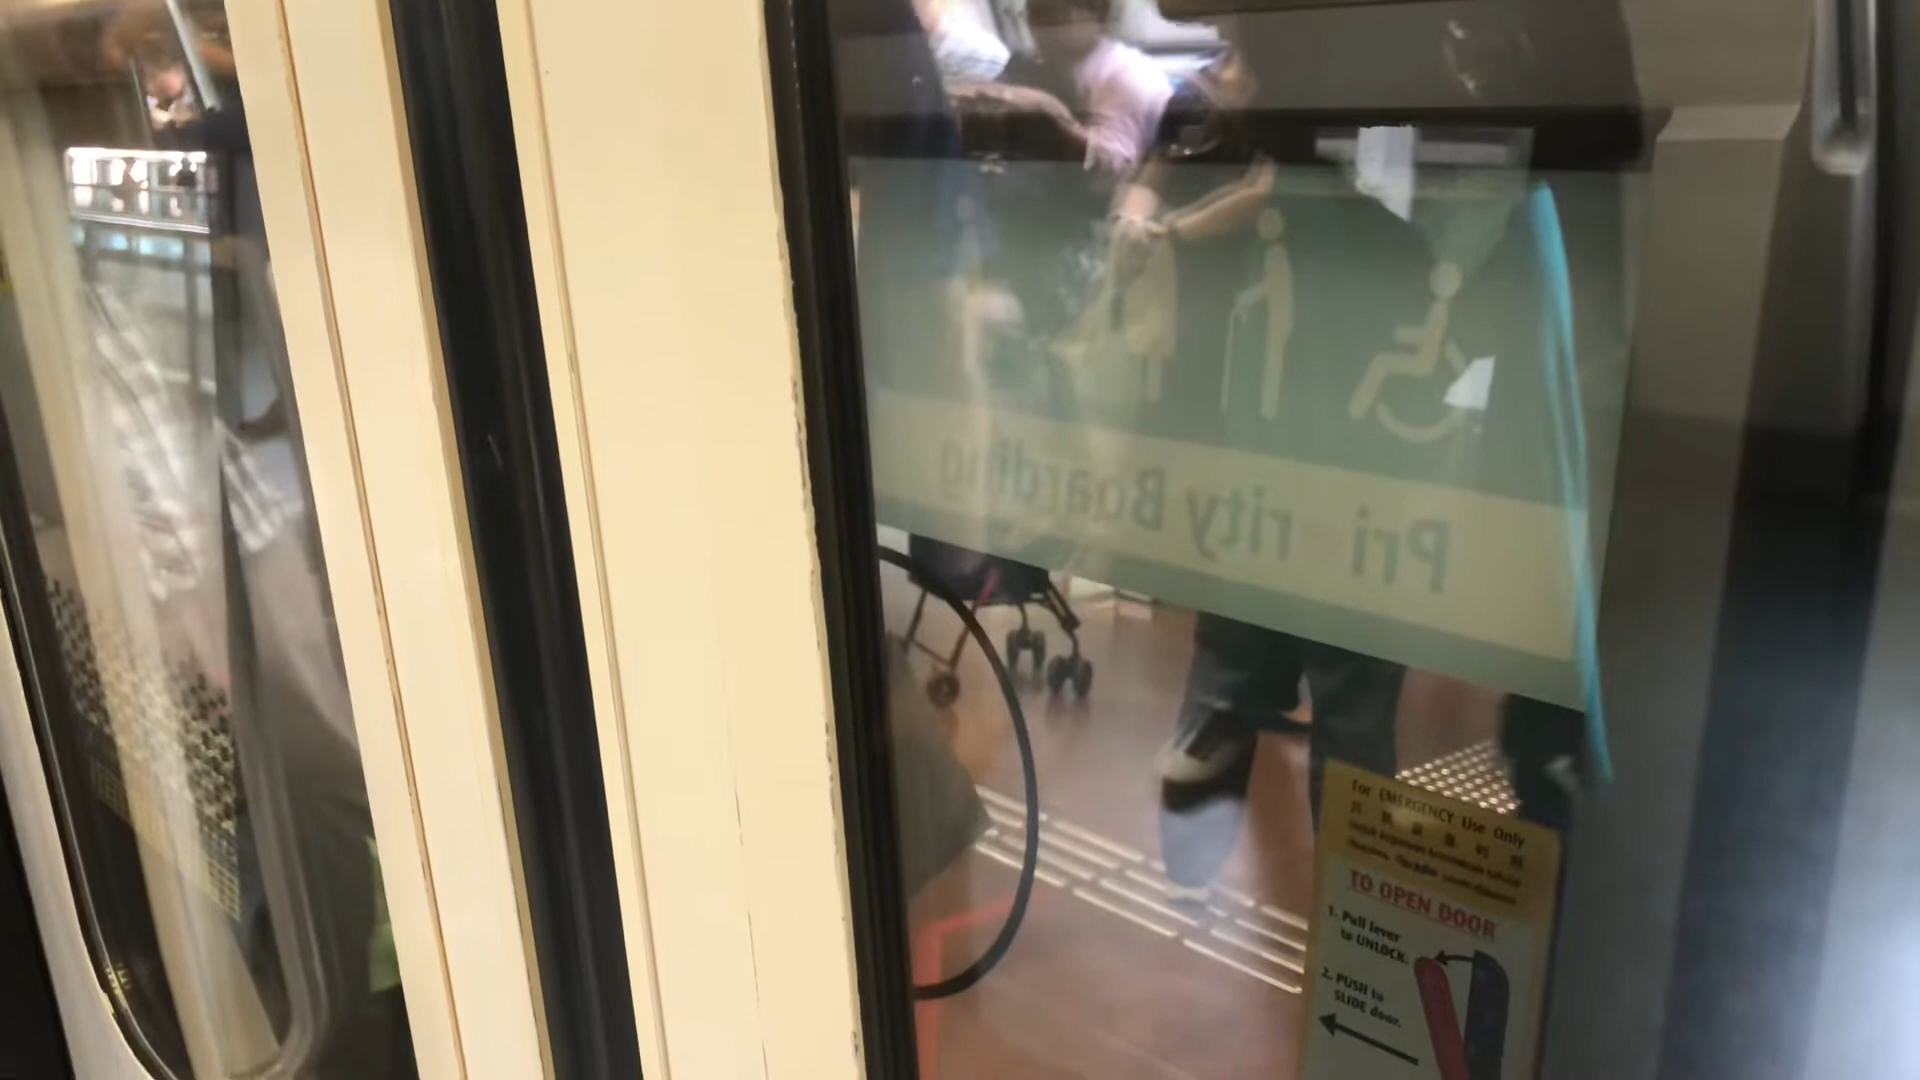 Pri rity Boarding
For EMERGENCY Use Only
TO OPEN DOOR
1. Pull lever
to UNLOCK.
2. PUSH to
SLIDE door.